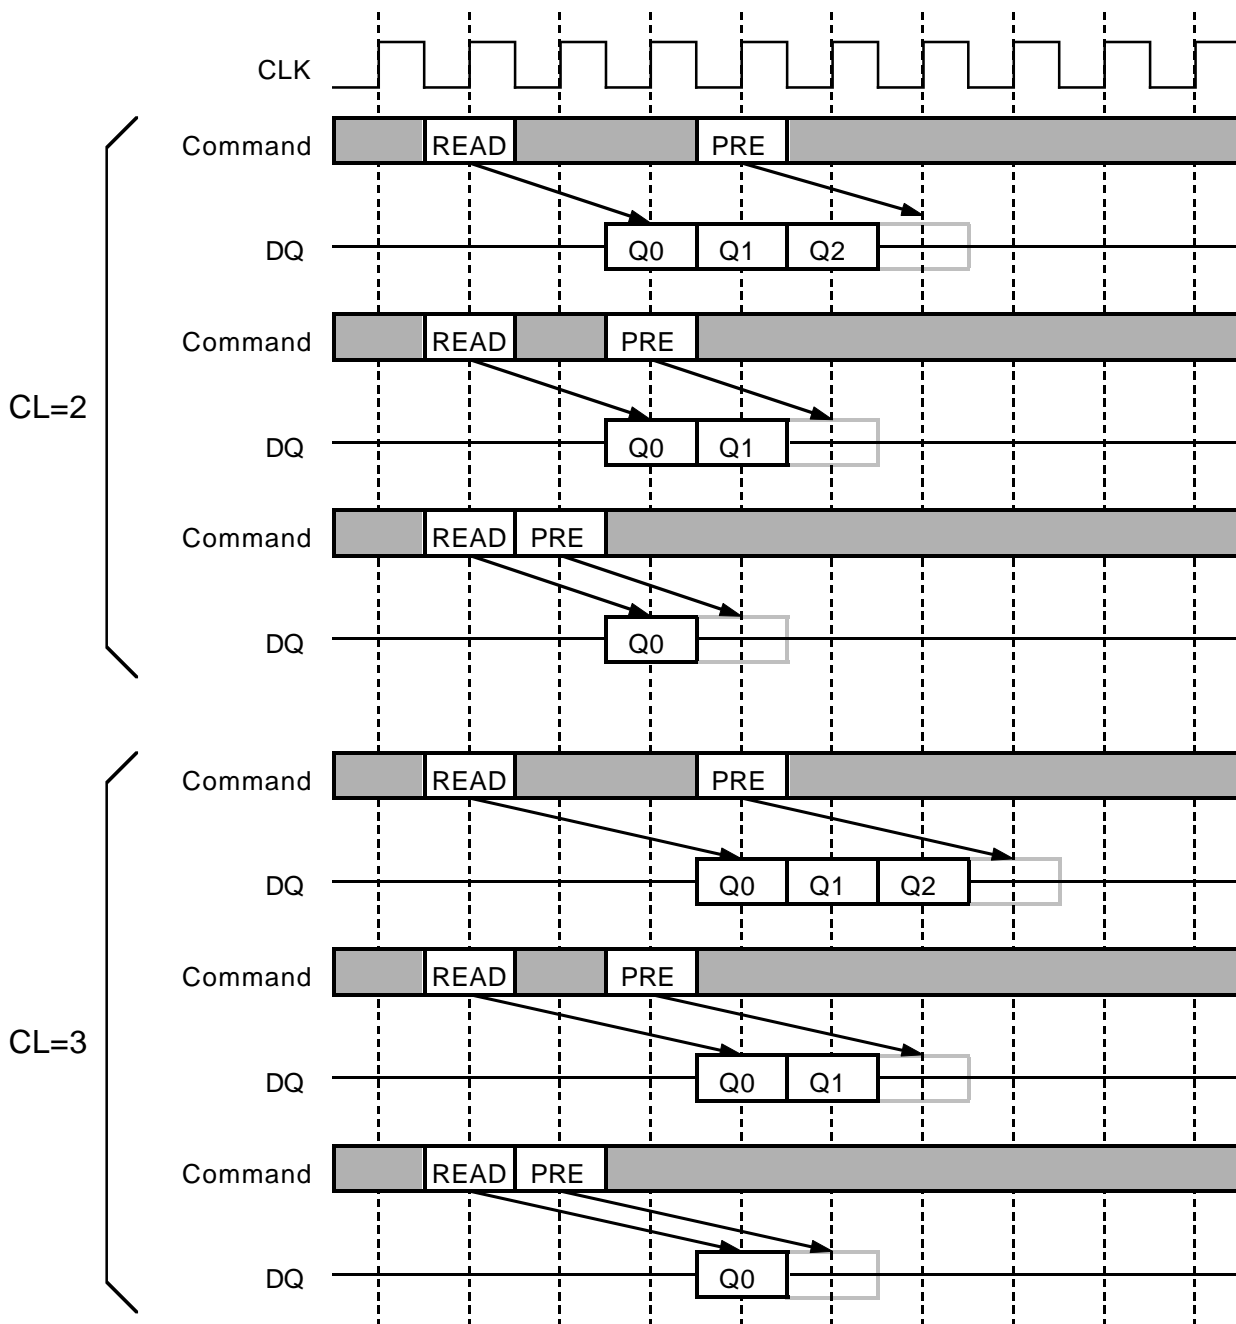 CLK
Command READ PRE
DQ Q0 Q1 Q2
Command READ PRE
CL=2
DQ Q0 Q1
Command READ PRE
DQ Q0
Command READ PRE
DQ Q0 Q1 Q2
Command READ PRE
CL=3
DQ Q0 Q1
Command READ PRE
DQ Q0